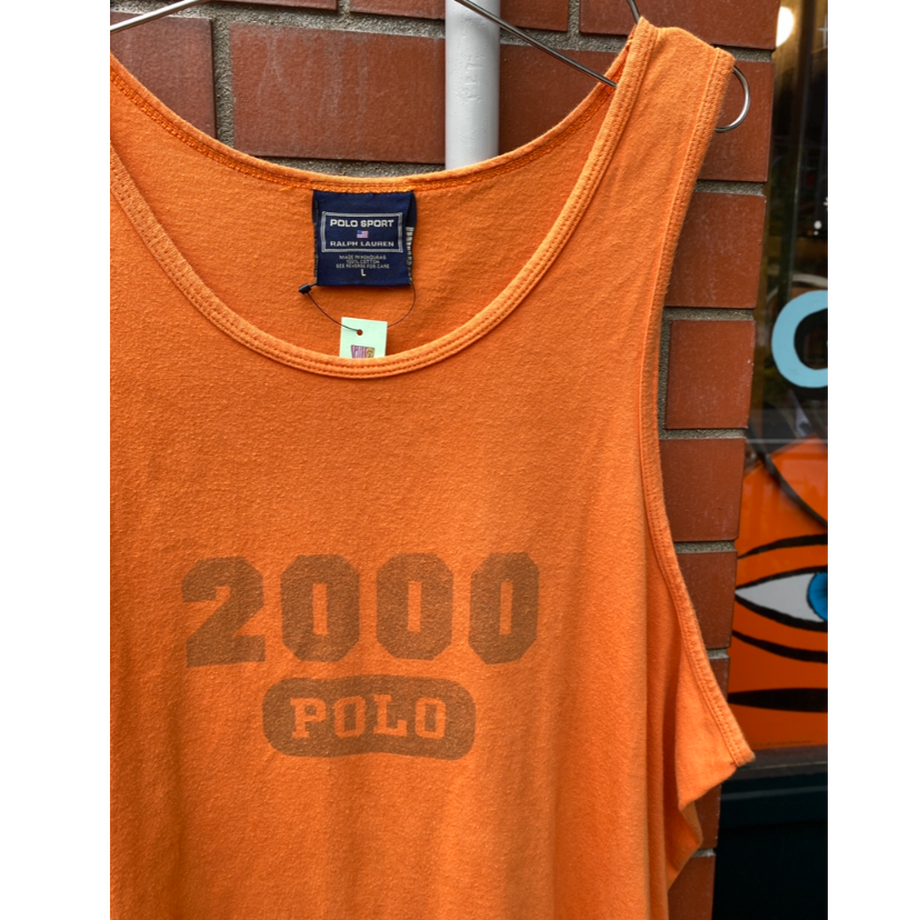 POLO SPORT
RALPH LAUREN
MADE IN HONDURAS
100% COTTON
SEE REVERSE FOR CARE
L
2000
POLO